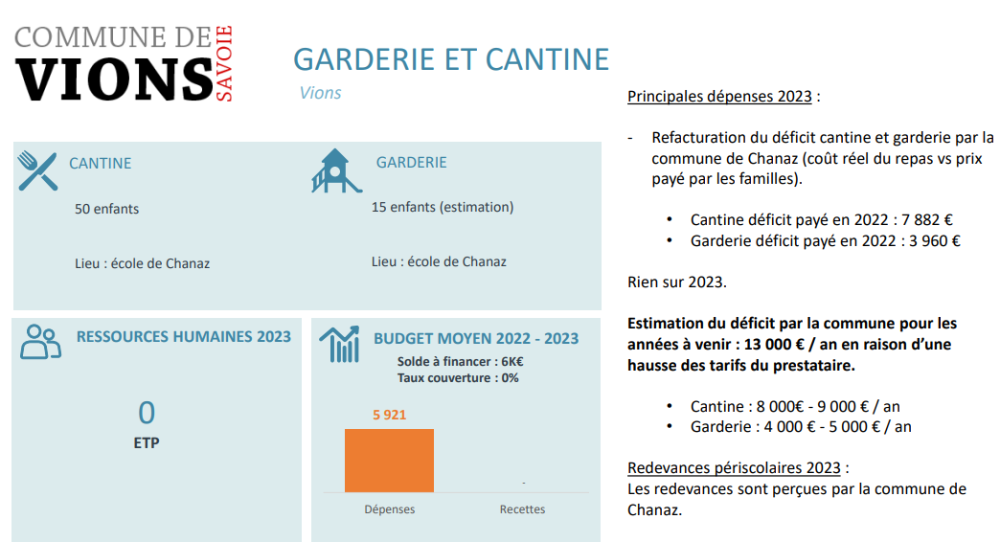 COMMUNE DE
VIONS
SAVOIE
GARDERIE ET CANTINE
Vions
CANTINE
50 enfants
Lieu : école de Chanaz
GARDERIE
15 enfants (estimation)
Lieu : école de Chanaz
RESSOURCES HUMAINES 2023
0
ETP
BUDGET MOYEN 2022 - 2023
Solde à financer : 6K€
Taux couverture : 0%
5 921
-
Dépenses
Recettes
Principales dépenses 2023 :
- Refacturation du déficit cantine et garderie par la
commune de Chanaz (coût réel du repas vs prix
payé par les familles).
• Cantine déficit payé en 2022 : 7 882 €
• Garderie déficit payé en 2022 : 3 960 €
Rien sur 2023.
Estimation du déficit par la commune pour les
années à venir : 13 000 € / an en raison d’une
hausse des tarifs du prestataire.
• Cantine : 8 000€ - 9 000 € / an
• Garderie : 4 000 € - 5 000 € / an
Redevances périscolaires 2023 :
Les redevances sont perçues par la commune de
Chanaz.